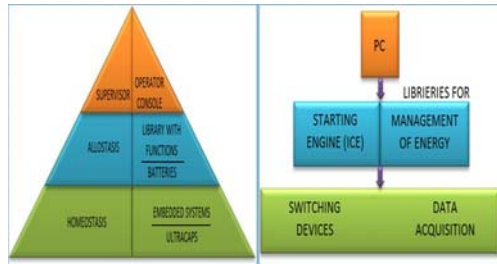 SUPERVISOR
OPERATOR
CONSOLE
ALLOSTASIS
LIBRARY WITH
FUNCTIONS
BATTERIES
HOMEOSTASIS
EMBEDDED SYSTEMS
ULTRACAPS
PC
LIBRIERIES FOR
STARTING
ENGINE (ICE)
MANAGEMENT
OF ENERGY
SWITCHING
DEVICES
DATA
ACQUISITION